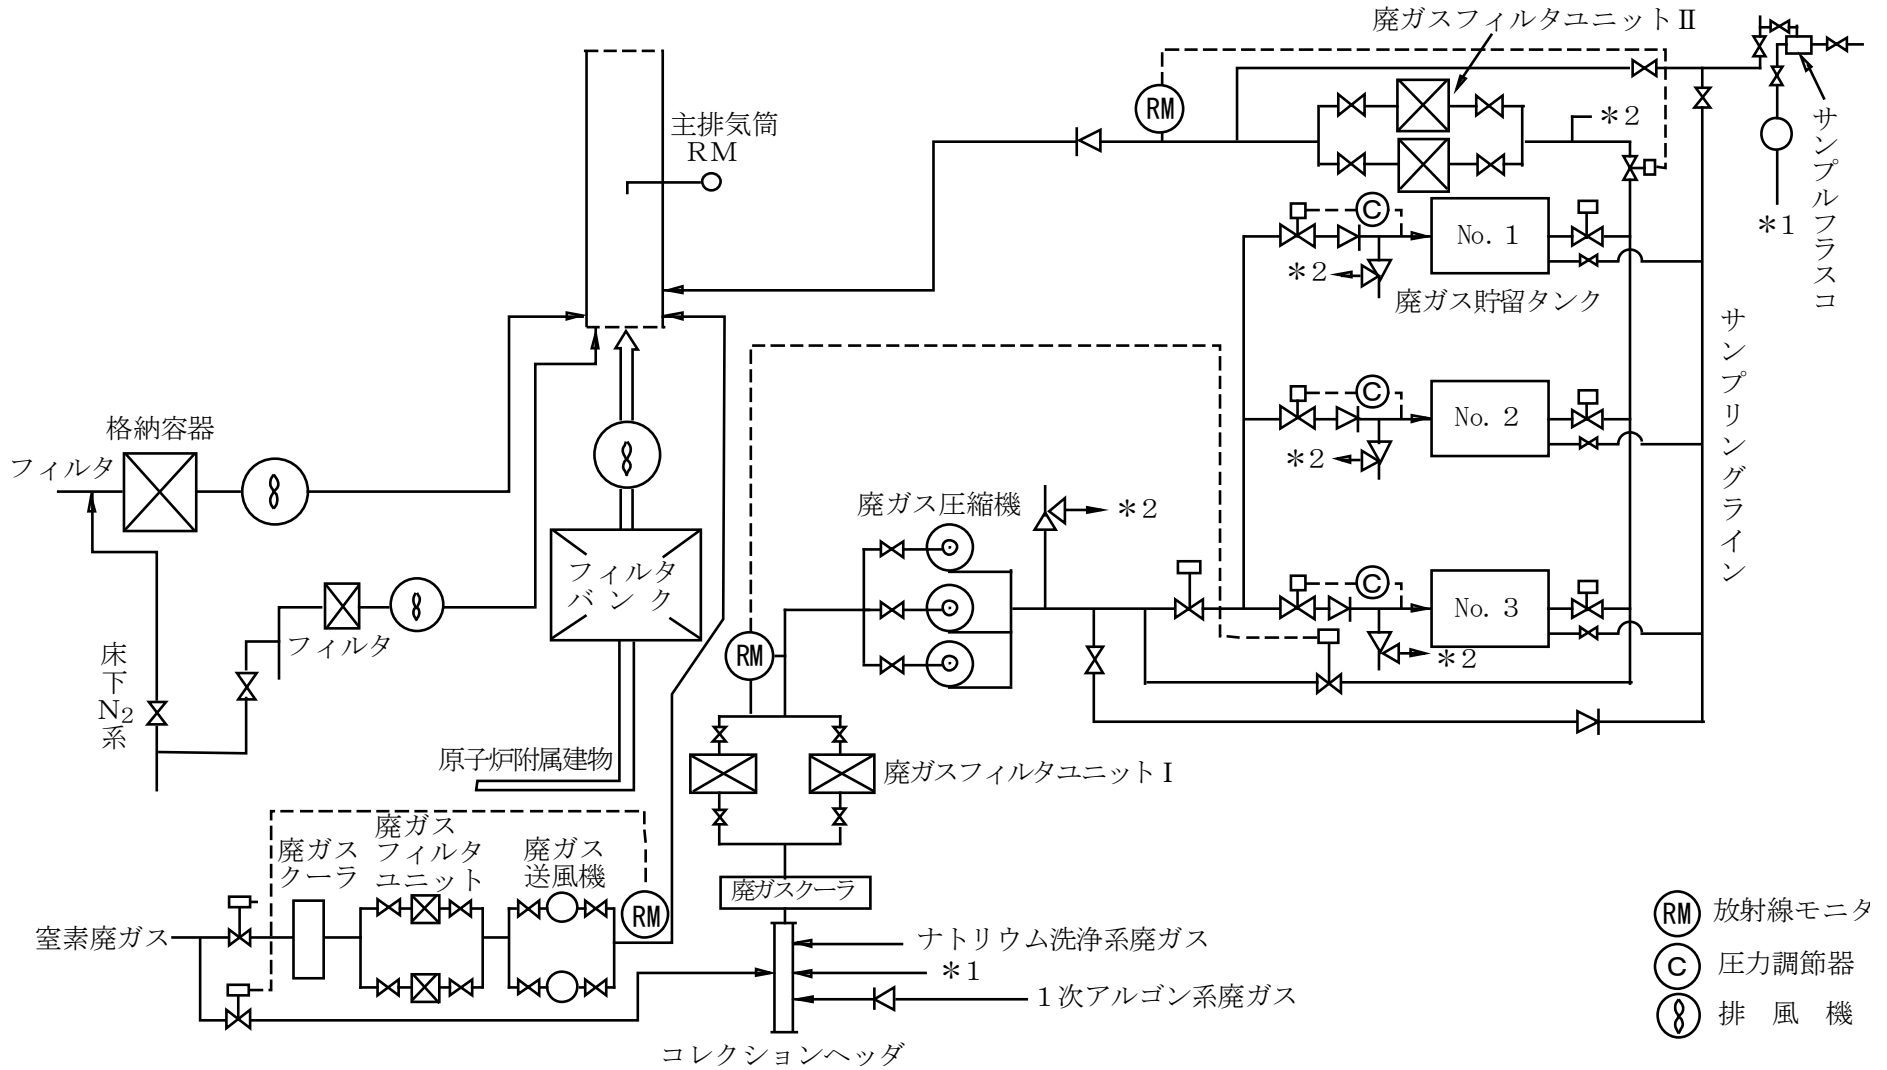 廃ガスフィルタユニットⅡ
RM
主排気筒
RM
*2
サンプルフラスコ
*1
C
No. 1
*2
廃ガス貯留タンク
サンプリングライン
C
No. 2
*2
格納容器
フィルタ
廃ガス圧縮機
*2
フィルタ
バンク
C
No. 3
*2
フィルタ
床下N2系
RM
原子炉附属建物
廃ガスフィルタユニットⅠ
廃ガス
フィルタ
ユニット
廃ガス
クーラ
廃ガス
送風機
廃ガスクーラ
RM
窒素廃ガス
ナトリウム洗浄系廃ガス
*1
1次アルゴン系廃ガス
コレクションヘッダ
RM 放射線モニタ
C 圧力調節器
排 風 機